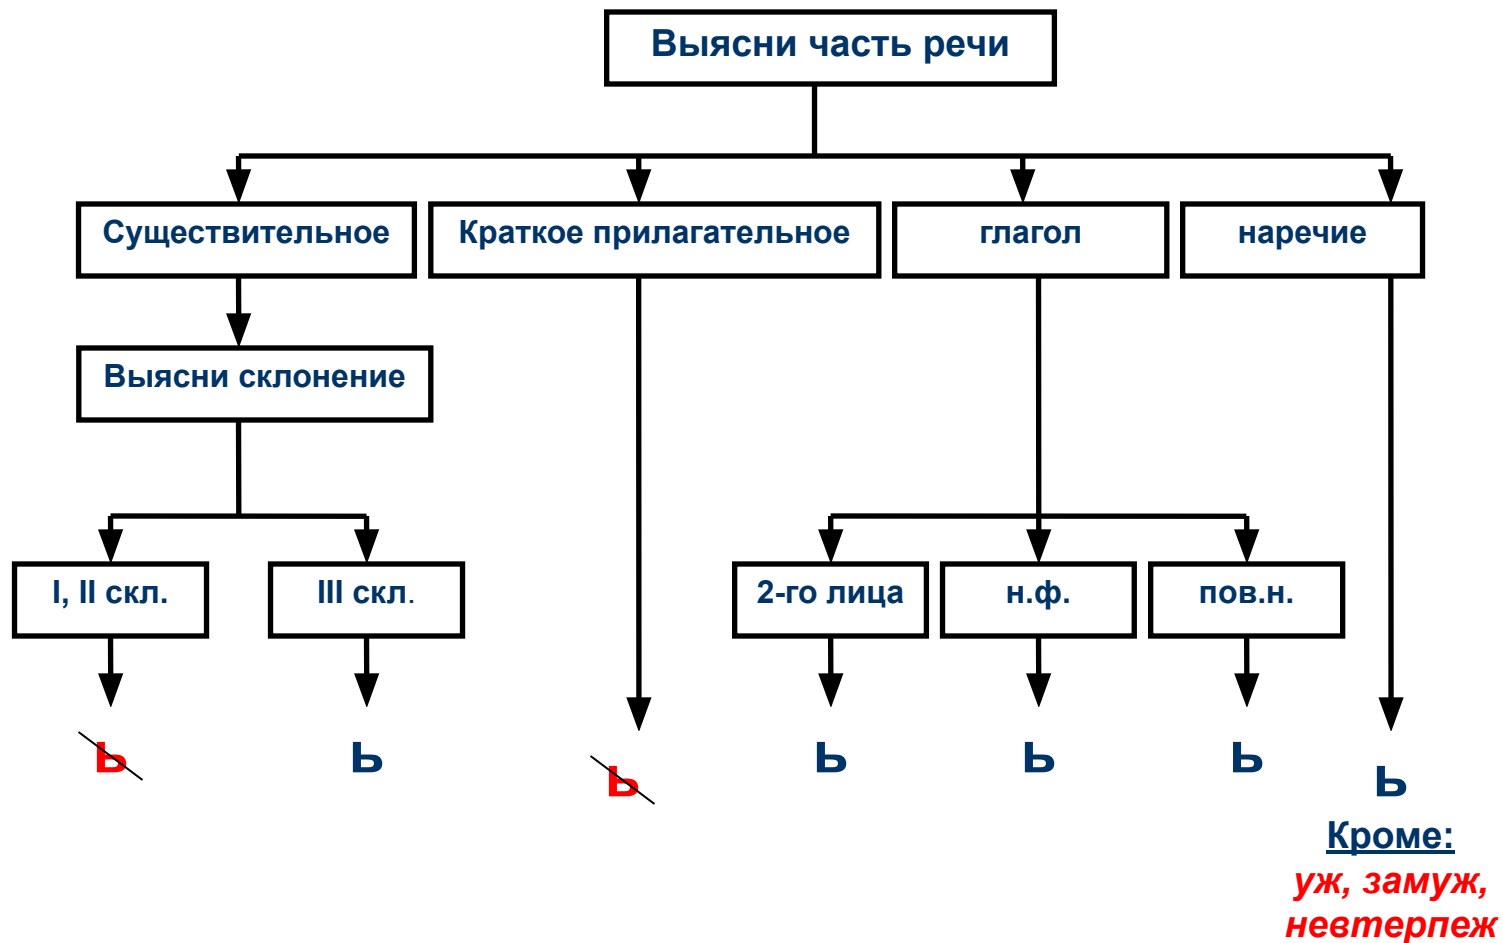 Выясни часть речи
Существительное
Краткое прилагательное
глагол
наречие
Выясни склонение
I, II скл.
III скл.
2-го лица
н.ф.
пов.н.
ь
ь
ь
ь
ь
ь
ь
Кроме:
уж, замуж,
невтерпеж